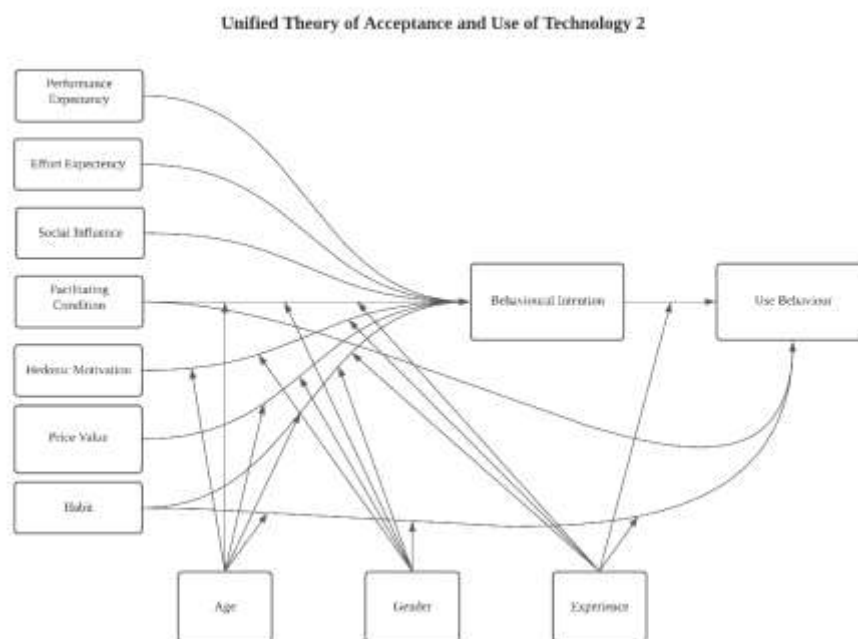 Unified Theory of Acceptance and Use of Technology 2
Performance
Expectancy
Effort Expectency
Social Influence
Facilitating
Condition
Behavioural Intention
Use Behaviour
Hedonic Motivation
Price Value
Habit
Age
Gender
Experience